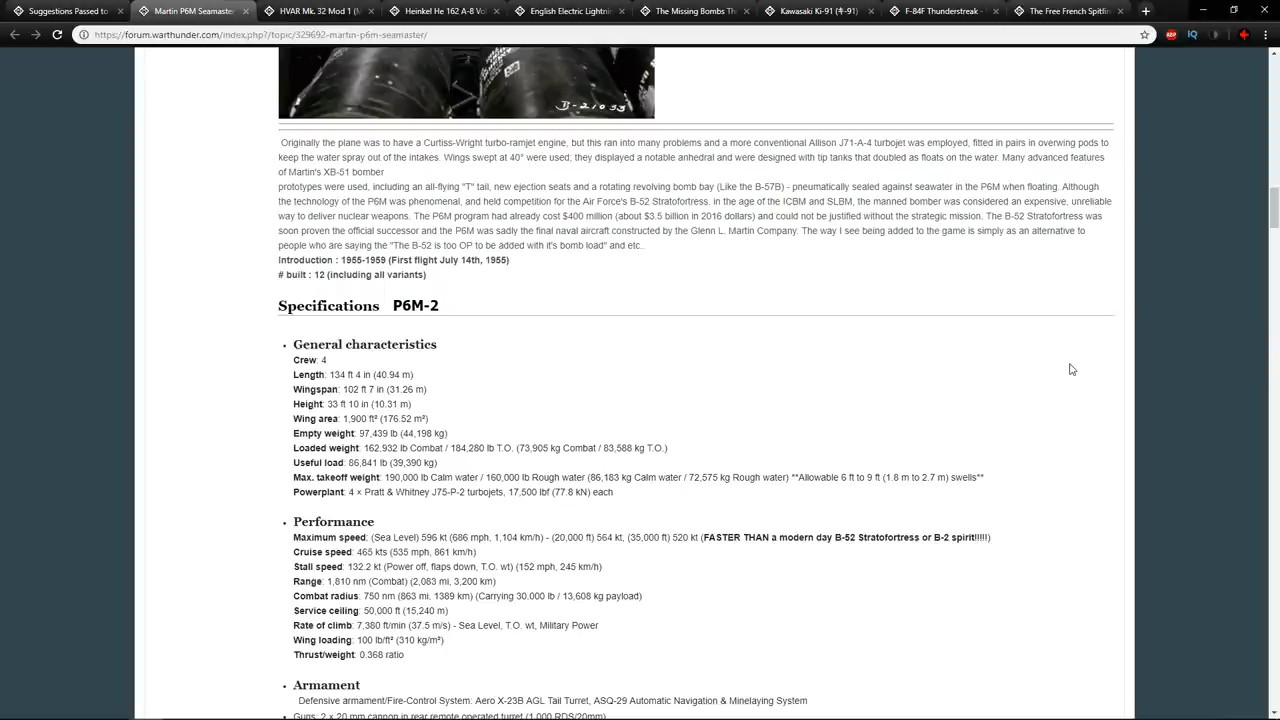 Suggestions Passed to
Martin P6M Seamaster
HVAR Mk. 32 Mod 1 (M
Heinkel He 162 A-8 Vol
English Electric Lightnin
The Missing Bombs Thr
Kawasaki Ki-91 (キ-91)
F-84F Thunderstreak -
The Free French Spitfir
https://forum.warthunder.com/index.php?/topic/329692-martin-p6m-seamaster/
B-21033
Originally the plane was to have a Curtiss-Wright turbo-ramjet engine, but this ran into many problems and a more conventional Allison J71-A-4 turbojet was employed, fitted in pairs in overwing pods to
keep the water spray out of the intakes. Wings swept at 40° were used; they displayed a notable anhedral and were designed with tip tanks that doubled as floats on the water. Many advanced features
of Martin's XB-51 bomber
prototypes were used, including an all-flying "T" tail, new ejection seats and a rotating revolving bomb bay (Like the B-57B) - pneumatically sealed against seawater in the P6M when floating. Although
the technology of the P6M was phenomenal, and held competition for the Air Force's B-52 Stratofortress. in the age of the ICBM and SLBM, the manned bomber was considered an expensive, unreliable
way to deliver nuclear weapons. The P6M program had already cost $400 million (about $3.5 billion in 2016 dollars) and could not be justified without the strategic mission. The B-52 Stratofortress was
soon proven the official successor and the P6M was sadly the final naval aircraft constructed by the Glenn L. Martin Company. The way I see being added to the game is simply as an alternative to
people who are saying the "The B-52 is too OP to be added with it's bomb load" and etc..
Introduction : 1955-1959 (First flight July 14th, 1955)
# built : 12 (including all variants)
Specifications P6M-2
General characteristics
Crew: 4
Length: 134 ft 4 in (40.94 m)
Wingspan: 102 ft 7 in (31.26 m)
Height: 33 ft 10 in (10.31 m)
Wing area: 1,900 ft² (176.52 m²)
Empty weight: 97,439 lb (44,198 kg)
Loaded weight: 162.932 lb Combat / 184,280 lb T.O. (73,905 kg Combat / 83,588 kg T.O.)
Useful load: 86,841 lb (39,390 kg)
Max. takeoff weight: 190,000 lb Calm water / 160,000 lb Rough water (86,183 kg Calm water / 72,575 kg Rough water) **Allowable 6 ft to 9 ft (1.8 m to 2.7 m) swells**
Powerplant: 4 × Pratt & Whitney J75-P-2 turbojets, 17,500 lbf (77.8 kN) each
Performance
Maximum speed: (Sea Level) 596 kt (686 mph, 1,104 km/h) - (20,000 ft) 564 kt, (35,000 ft) 520 kt (FASTER THAN a modern day B-52 Stratofortress or B-2 spirit!!!!!)
Cruise speed: 465 kts (535 mph, 861 km/h)
Stall speed: 132.2 kt (Power off, flaps down, T.O. wt) (152 mph, 245 km/h)
Range: 1,810 nm (Combat) (2,083 mi, 3,200 km)
Combat radius: 750 nm (863 mi. 1389 km) (Carrying 30.000 lb / 13,608 kg payload)
Service ceiling: 50,000 ft (15,240 m)
Rate of climb: 7,380 ft/min (37.5 m/s) - Sea Level, T.O. wt, Military Power
Wing loading: 100 lb/ft² (310 kg/m²)
Thrust/weight: 0.368 ratio
Armament
Defensive armament/Fire-Control System: Aero X-23B AGL Tail Turret, ASQ-29 Automatic Navigation & Minelaying System
Guns: 2 × 20 mm cannon in rear remote operated turret (1,000 RDS/20mm)